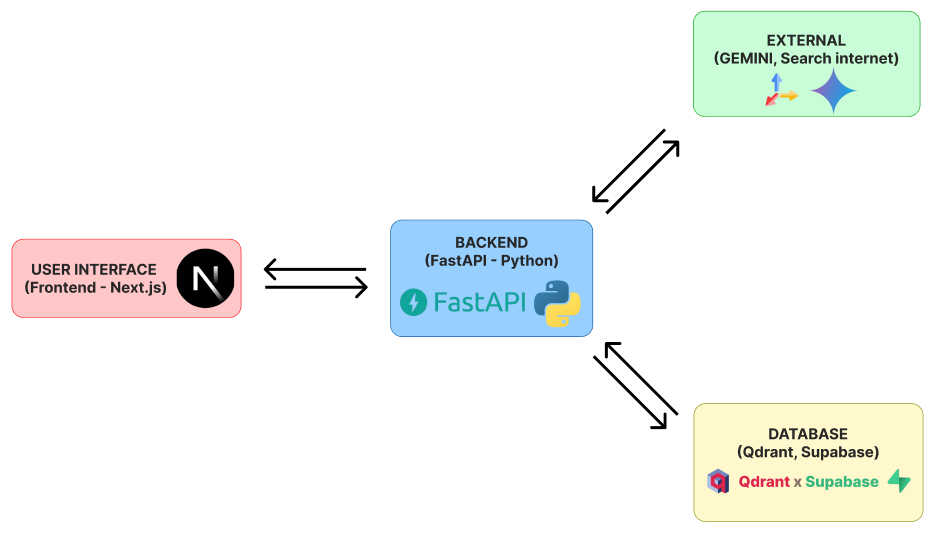 EXTERNAL
(GEMINI, Search internet)
BACKEND
(FastAPI - Python)
FastAPI
USER INTERFACE
(Frontend - Next.js)
DATABASE
(Qdrant, Supabase)
Qdrant x Supabase